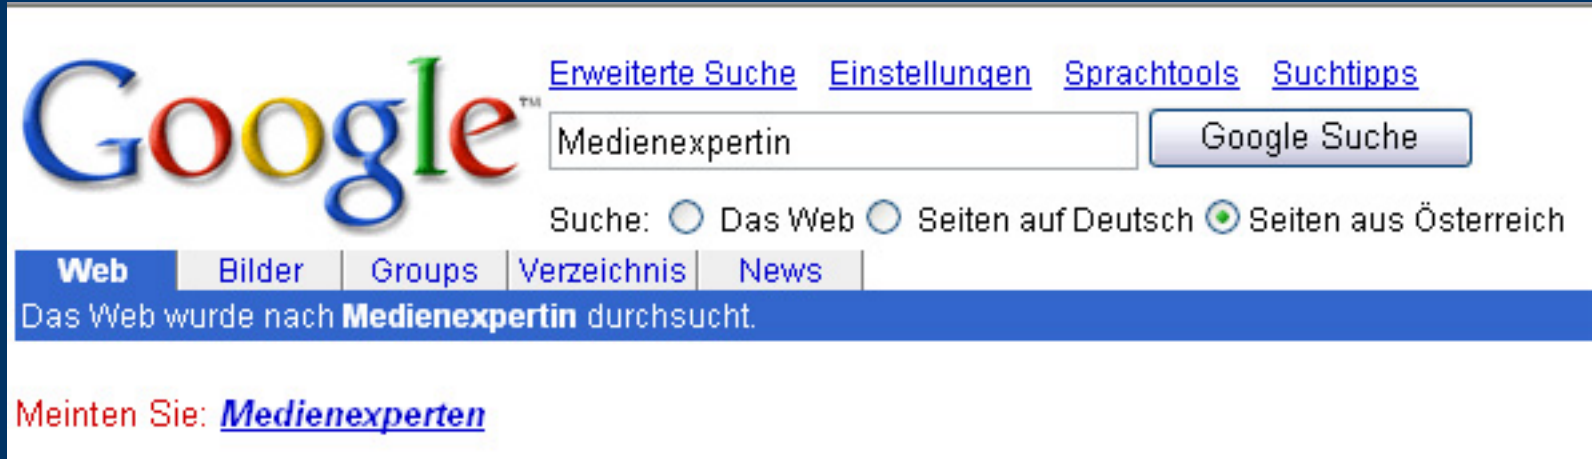 Google™
Erweiterte Suche Einstellungen Sprachtools Suchtipps
Medienexpertin Google Suche
Suche: Das Web Seiten auf Deutsch Seiten aus Österreich
Web Bilder Groups Verzeichnis News
Das Web wurde nach Medienexpertin durchsucht.
Meinten Sie: Medienexperten